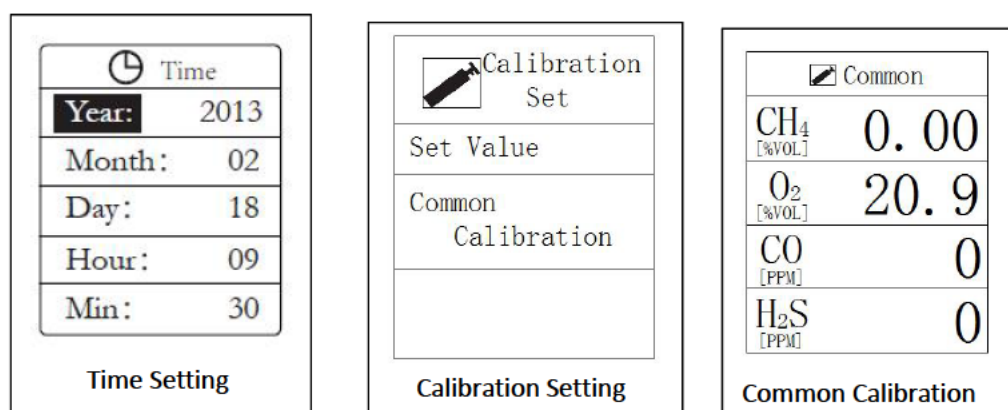 Time
Year: 2013
Month: 02
Day: 18
Hour: 09
Min: 30
Time Setting
Calibration
Set
Set Value
Common
Calibration
Calibration Setting
Common
CH₄ 0.00
[%VOL]
O₂ 20.9
[%VOL]
CO 0
[PPM]
H₂S 0
[PPM]
Common Calibration